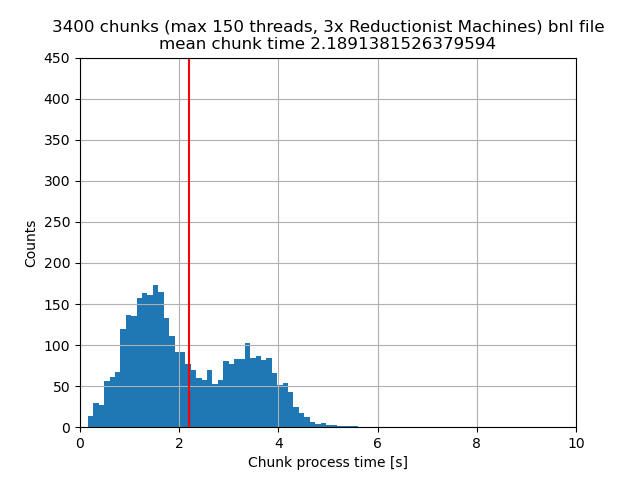 3400 chunks (max 150 threads, 3x Reductionist Machines) bnl file
mean chunk time 2.1891381526379594
450
400
350
300
250
200
150
100
50
0
Counts
0 2 4 6 8 10
Chunk process time [s]